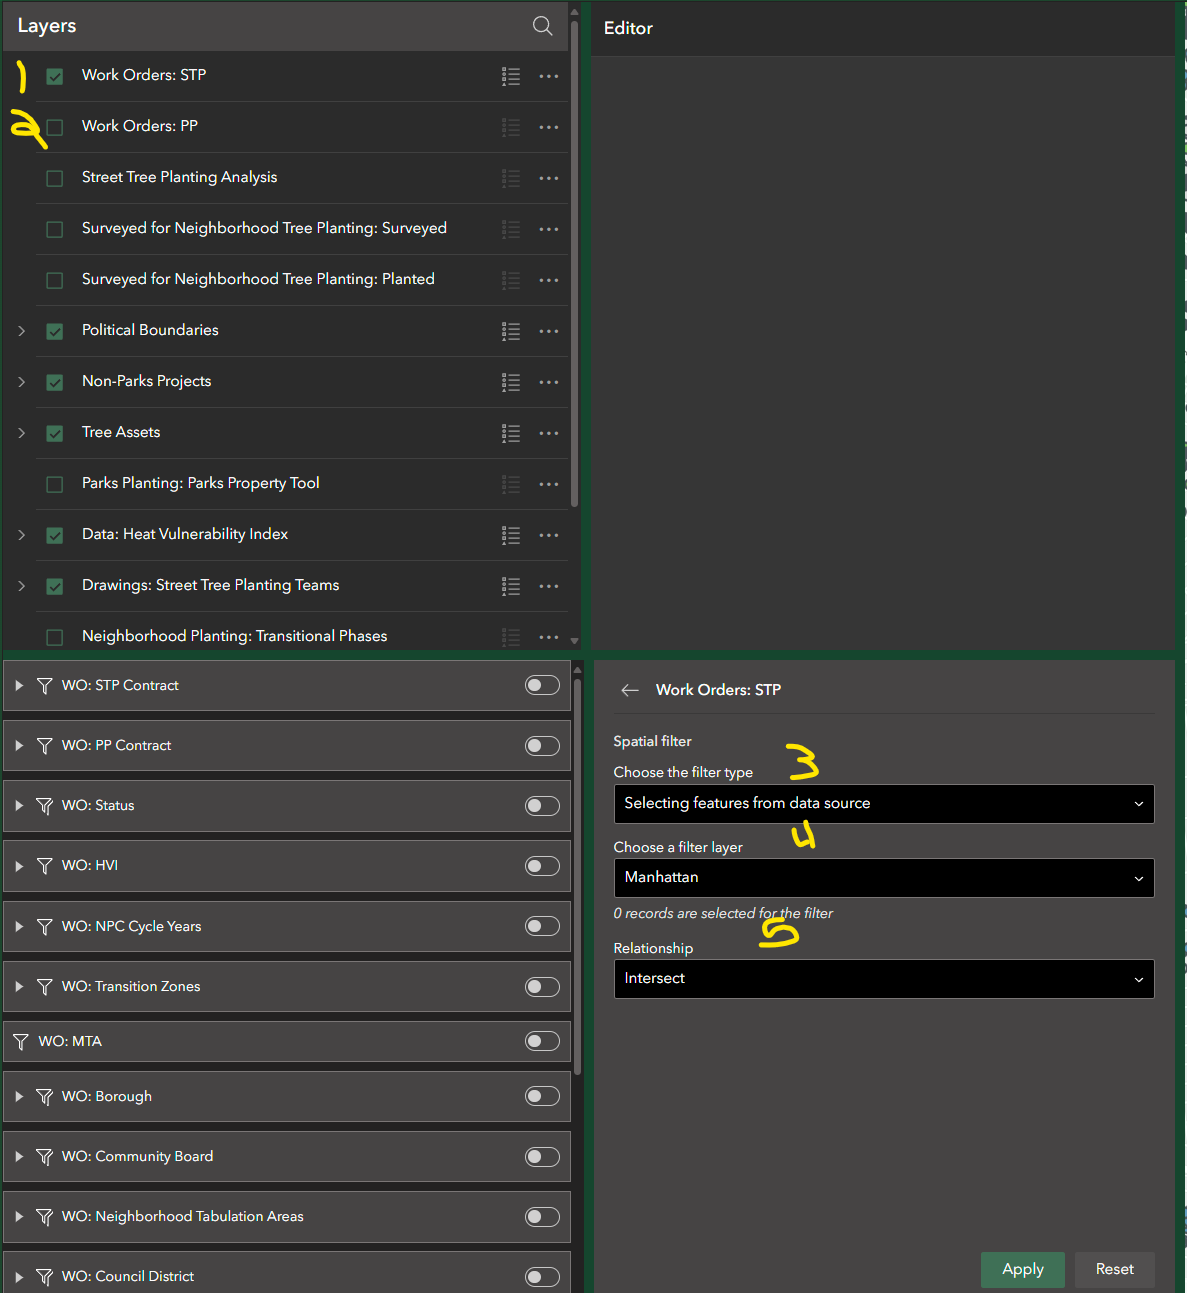 Layers
1 Work Orders: STP
2 Work Orders: PP
Street Tree Planting Analysis
Surveyed for Neighborhood Tree Planting: Surveyed
Surveyed for Neighborhood Tree Planting: Planted
Political Boundaries
Non-Parks Projects
Tree Assets
Parks Planting: Parks Property Tool
Data: Heat Vulnerability Index
Drawings: Street Tree Planting Teams
Neighborhood Planting: Transitional Phases
Editor
WO: STP Contract
WO: PP Contract
WO: Status
WO: HVI
WO: NPC Cycle Years
WO: Transition Zones
WO: MTA
WO: Borough
WO: Community Board
WO: Neighborhood Tabulation Areas
WO: Council District
Work Orders: STP
Spatial filter
Choose the filter type 3
Selecting features from data source
Choose a filter layer 4
Manhattan
0 records are selected for the filter
Relationship 5
Intersect
Apply Reset